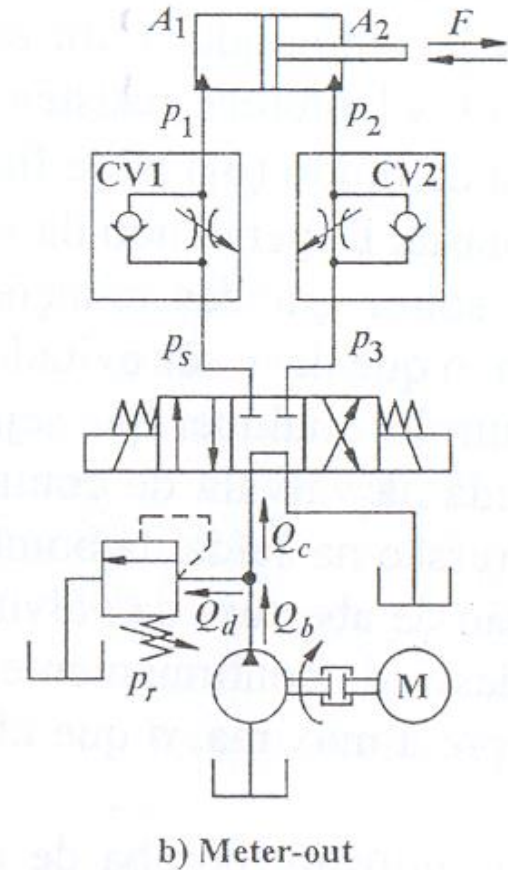 A1 A2 F
p1 p2
CV1 CV2
ps p3
Qc
Qd Qb
pr M
b) Meter-out